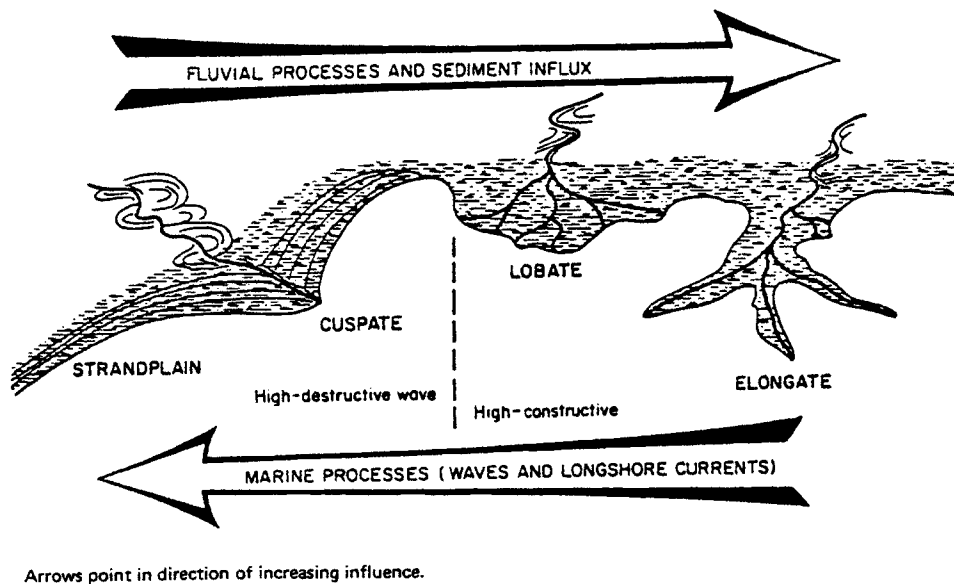 FLUVIAL PROCESSES AND SEDIMENT INFLUX
LOBATE
CUSPATE
STRANDPLAIN
ELONGATE
High-destructive wave
High-constructive
MARINE PROCESSES (WAVES AND LONGSHORE CURRENTS)
Arrows point in direction of increasing influence.